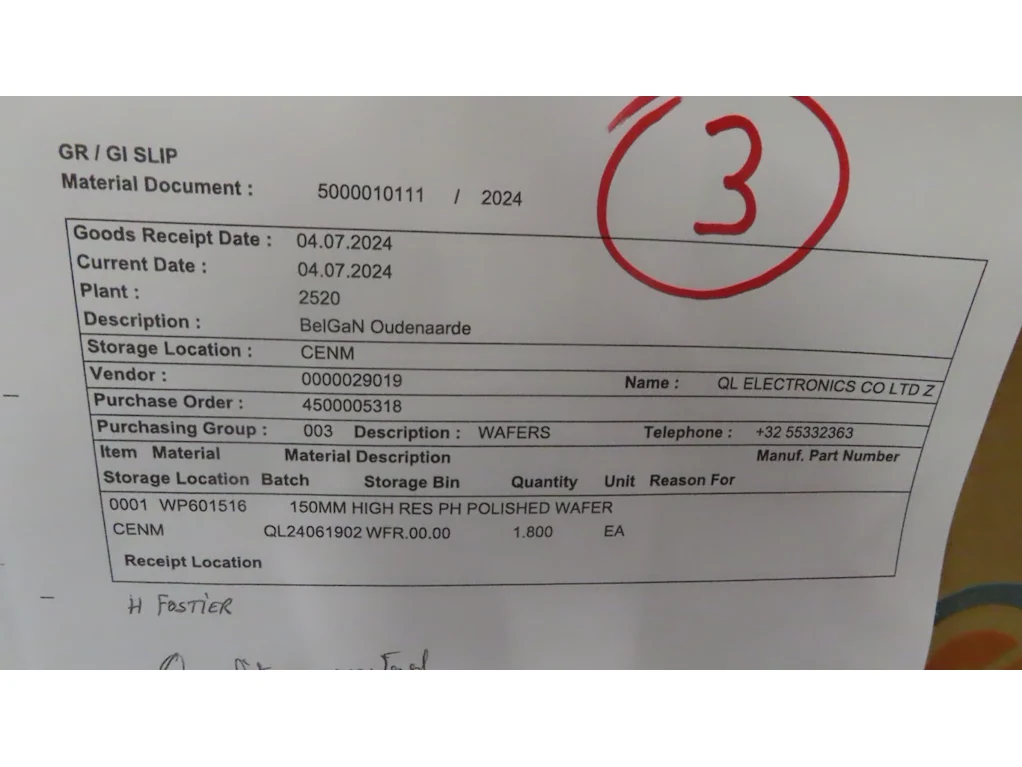 3
GR / GI SLIP
Material Document : 5000010111 / 2024
Goods Receipt Date : 04.07.2024
Current Date : 04.07.2024
Plant : 2520
Description : BelGaN Oudenaarde
Storage Location : CENM
Vendor : 0000029019 Name : QL ELECTRONICS CO LTD Z
Purchase Order : 4500005318
Purchasing Group : 003 Description : WAFERS Telephone : +32 55332363
Item Material Material Description Manuf. Part Number
Storage Location Batch Storage Bin Quantity Unit Reason For
0001 WP601516 150MM HIGH RES PH POLISHED WAFER
CENM QL24061902 WFR.00.00 1.800 EA
Receipt Location
H FOSTIER